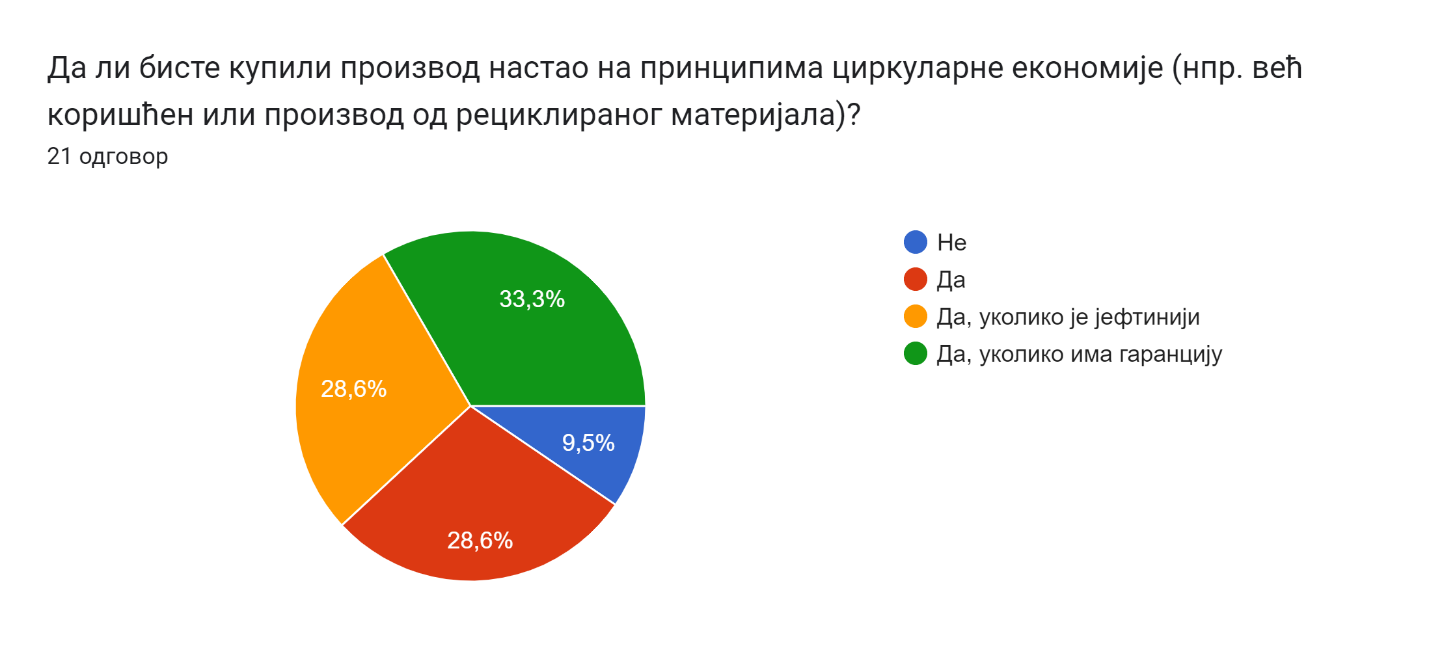 Да ли бисте купили производ настао на принципима циркуларне економије (нпр. већ
коришћен или производ од рециклираног материјала)?
21 одговор
Не
Да
Да, уколико је јефтинији
Да, уколико има гаранцију
33,3%
28,6%
9,5%
28,6%